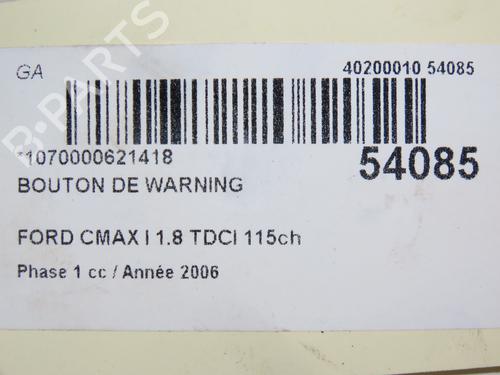 GA
40200010 54085
*1070000621418
54085
BOUTON DE WARNING
FORD CMAX I 1.8 TDCI 115ch
Phase 1 cc / Année 2006
B-PARTS